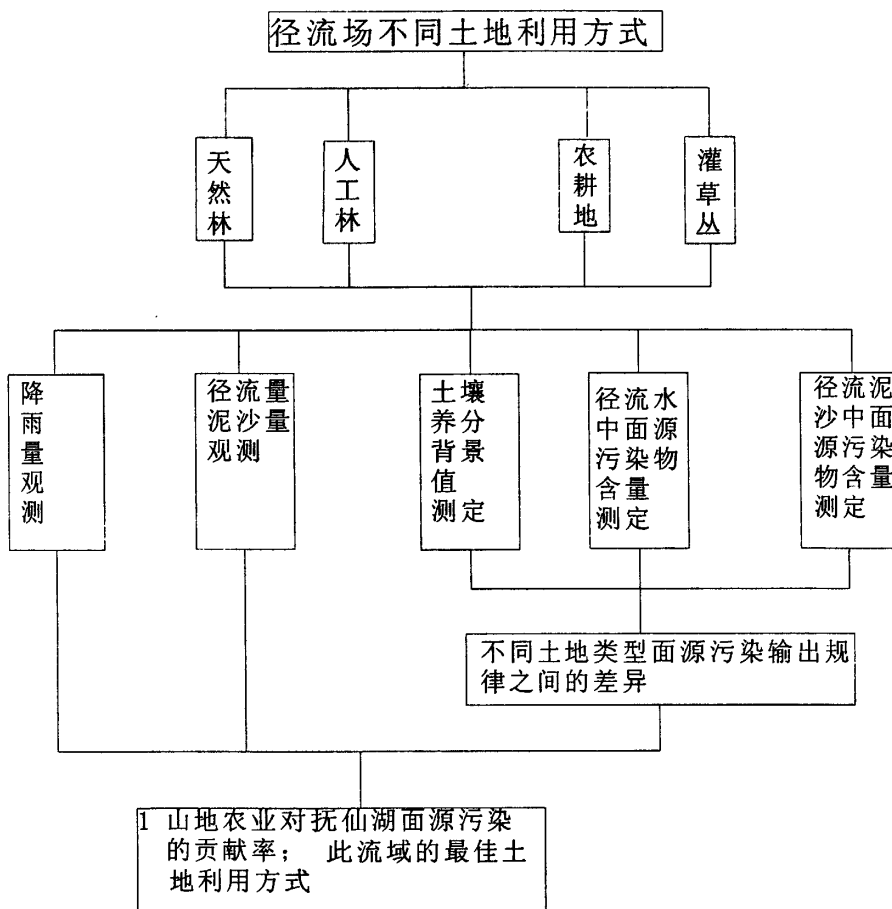 径流场不同土地利用方式
天然林
人工林
农耕地
灌草丛
降雨量观测
径流量
泥沙量
观测
土壤
养分
背景
值
测定
径流水
中面源
污染物
含量
测定
径流泥
沙中面
源污染
物含量
测定
不同土地类型面源污染输出规
律之间的差异
1 山地农业对抚仙湖面源污染
的贡献率； 此流域的最佳土
地利用方式